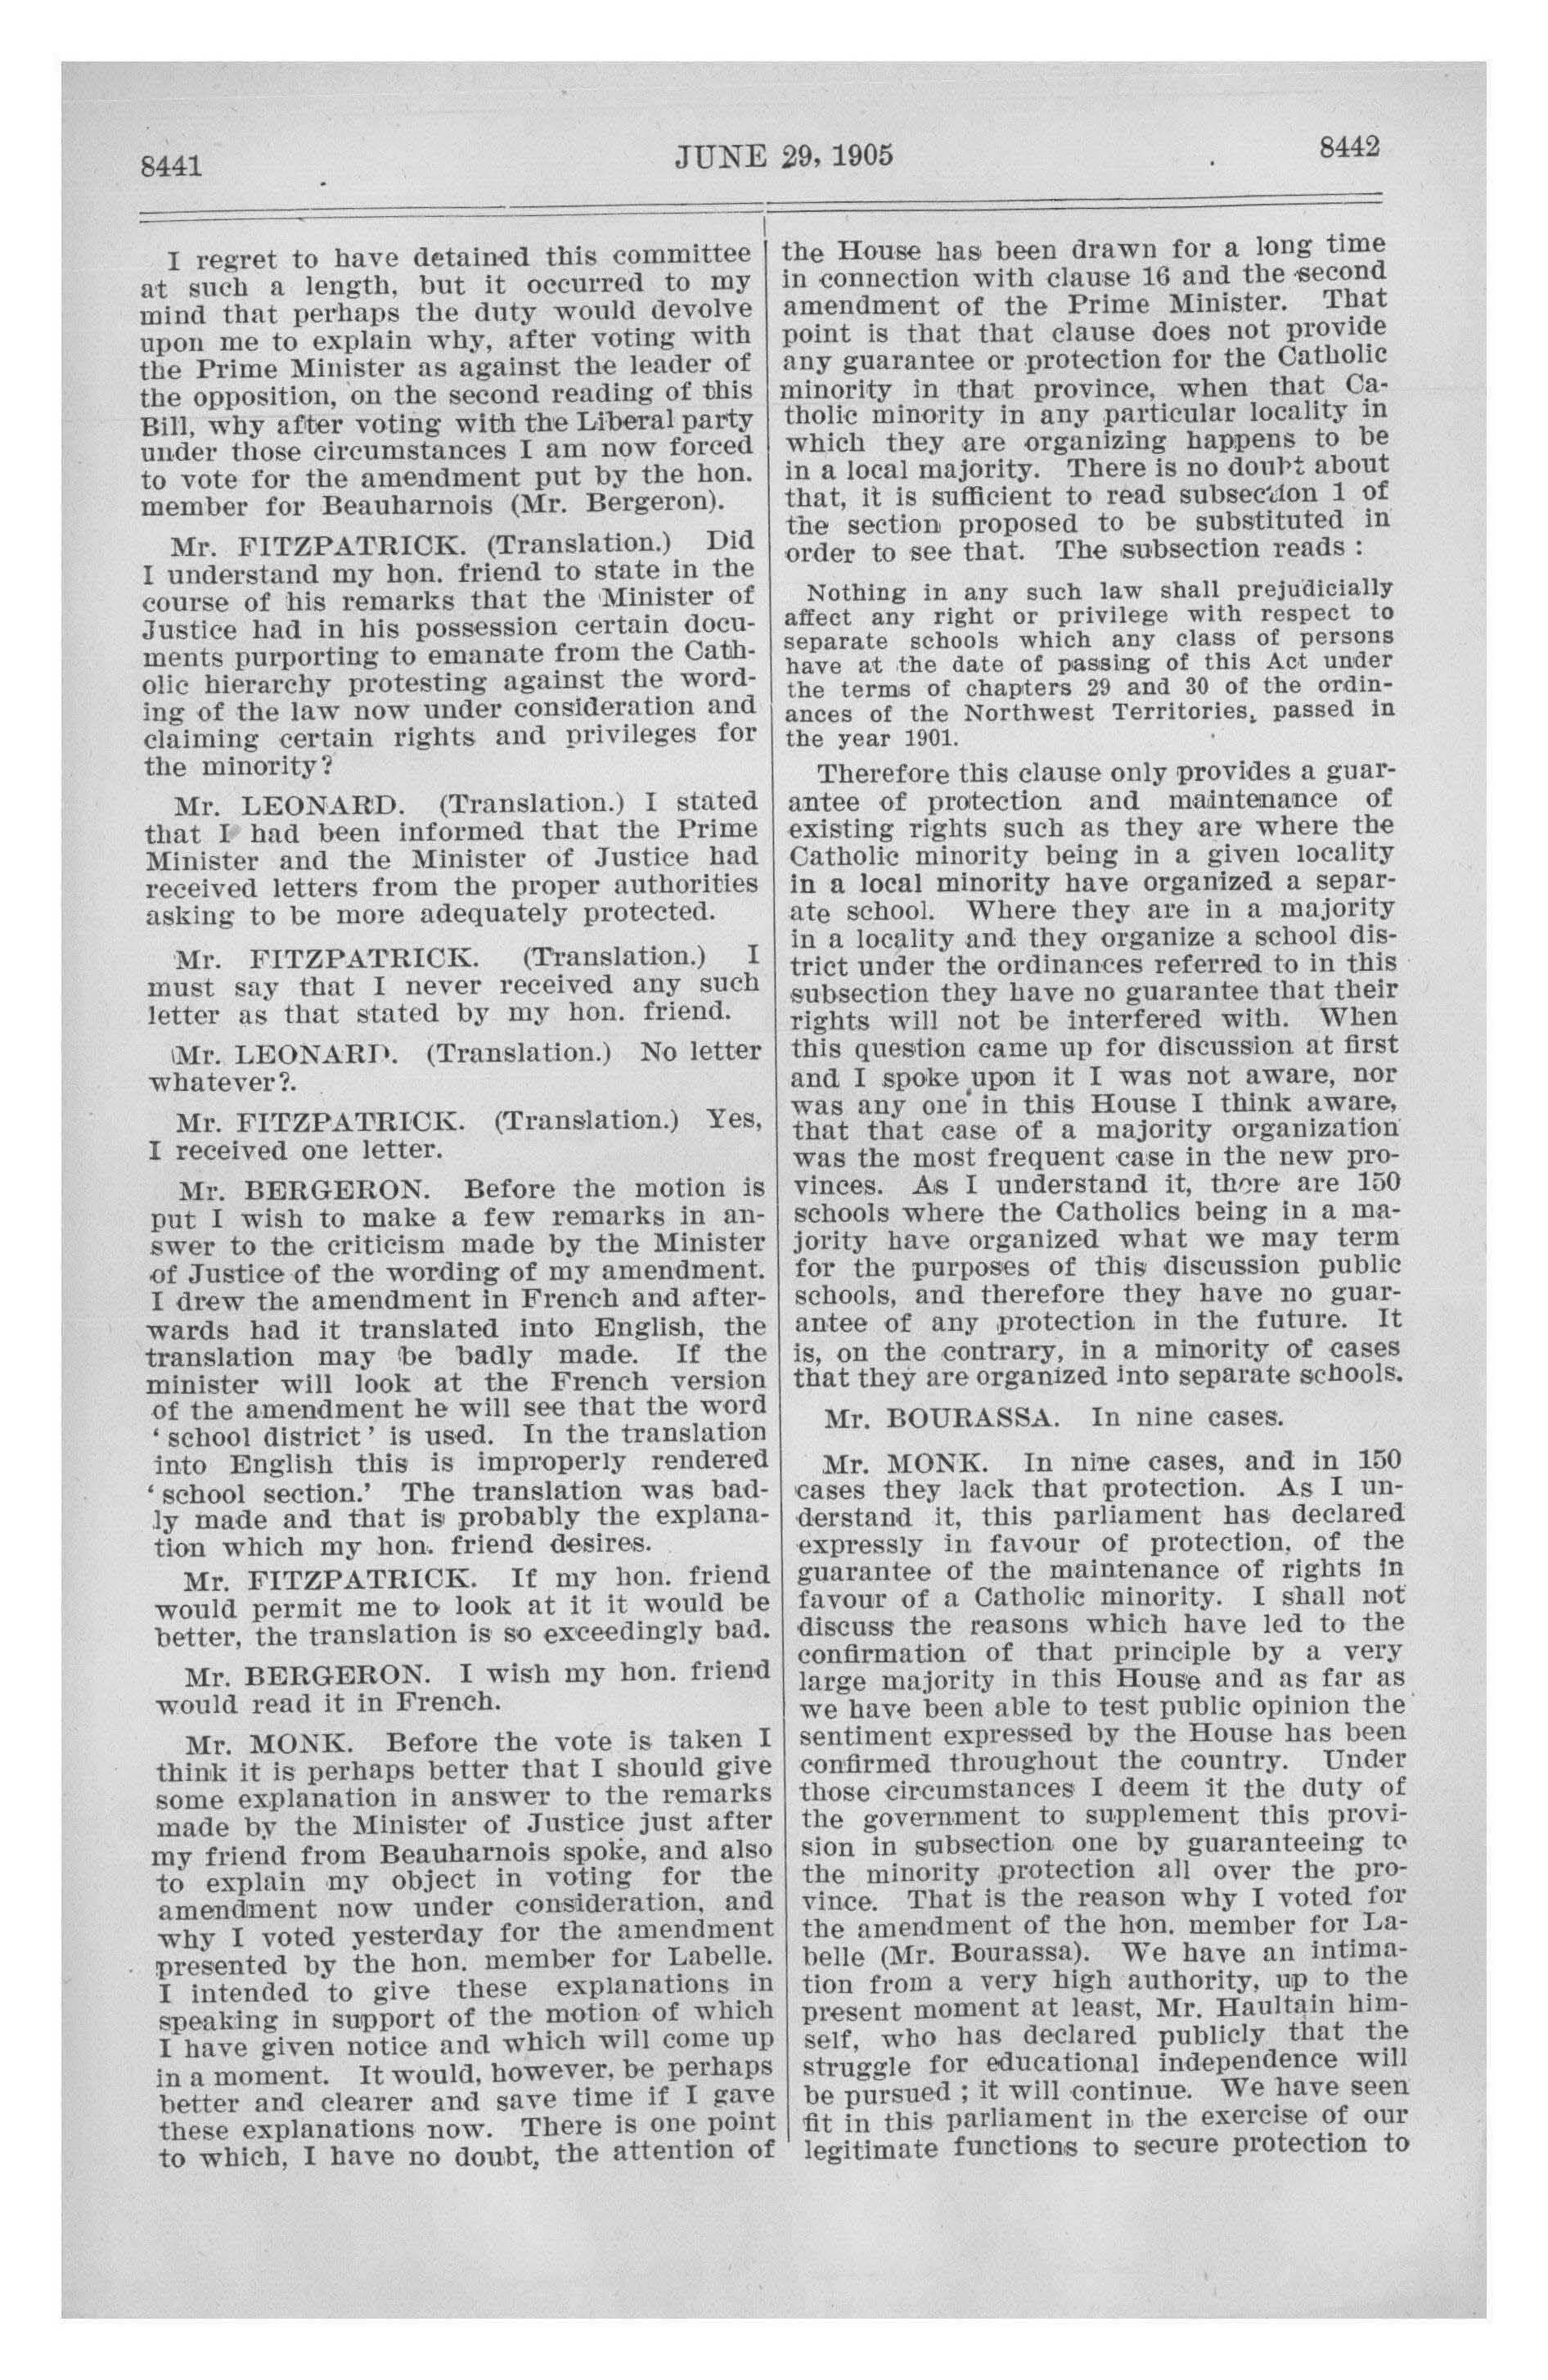 8441
JUNE 29, 1905
8442
I regret to have detained this committee
at such a length, but it occurred to my
mind that perhaps the duty would devolve
upon me to explain why, after voting with
the Prime Minister as against the leader of
the opposition, on the second reading of this
Bill, why after voting with the Liberal party
under those circumstances I am now forced
to vote for the amendment put by the hon.
member for Beauharnois (Mr. Bergeron).
Mr. FITZPATRICK. (Translation.) Did
I understand my hon. friend to state in the
course of his remarks that the Minister of
Justice had in his possession certain docu-
ments purporting to emanate from the Cath-
olic hierarchy protesting against the word-
ing of the law now under consideration and
claiming certain rights and privileges for
the minority?
Mr. LEONARD. (Translation.) I stated
that I had been informed that the Prime
Minister and the Minister of Justice had
received letters from the proper authorities
asking to be more adequately protected.
Mr. FITZPATRICK. (Translation.) I
must say that I never received any such
letter as that stated by my hon. friend.
Mr. LEONARD. (Translation.) No letter
whatever?.
Mr. FITZPATRICK. (Translation.) Yes,
I received one letter.
Mr. BERGERON. Before the motion is
put I wish to make a few remarks in an-
swer to the criticism made by the Minister
of Justice of the wording of my amendment.
I drew the amendment in French and after-
wards had it translated into English, the
translation may be badly made. If the
minister will look at the French version
of the amendment he will see that the word
‘ school district ’ is used. In the translation
into English this is improperly rendered
‘ school section.’ The translation was bad-
ly made and that is probably the explana-
tion which my hon. friend desires.
Mr. FITZPATRICK. If my hon. friend
would permit me to look at it it would be
better, the translation is so exceedingly bad.
Mr. BERGERON. I wish my hon. friend
would read it in French.
Mr. MONK. Before the vote is taken I
think it is perhaps better that I should give
some explanation in answer to the remarks
made by the Minister of Justice just after
my friend from Beauharnois spoke, and also
to explain my object in voting for the
amendment now under consideration, and
why I voted yesterday for the amendment
presented by the hon. member for Labelle.
I intended to give these explanations in
speaking in support of the motion of which
I have given notice and which will come up
in a moment. It would, however, be perhaps
better and clearer and save time if I gave
these explanations now. There is one point
to which, I have no doubt, the attention of
the House has been drawn for a long time
in connection with clause 16 and the second
amendment of the Prime Minister. That
point is that that clause does not provide
any guarantee or protection for the Catholic
minority in that province, when that Ca-
tholic minority in any particular locality in
which they are organizing happens to be
in a local majority. There is no doubt about
that, it is sufficient to read subsection 1 of
the section proposed to be substituted in
order to see that. The subsection reads :
Nothing in any such law shall prejudicially
affect any right or privilege with respect to
separate schools which any class of persons
have at the date of passing of this Act under
the terms of chapters 29 and 30 of the ordin-
ances of the Northwest Territories, passed in
the year 1901.
Therefore this clause only provides a guar-
antee of protection and maintenance of
existing rights such as they are where the
Catholic minority being in a given locality
in a local minority have organized a separ-
ate school. Where they are in a majority
in a locality and they organize a school dis-
trict under the ordinances referred to in this
subsection they have no guarantee that their
rights will not be interfered with. When
this question came up for discussion at first
and I spoke upon it I was not aware, nor
was any one in this House I think aware,
that that case of a majority organization
was the most frequent case in the new pro-
vinces. As I understand it, there are 150
schools where the Catholics being in a ma-
jority have organized what we may term
for the purposes of this discussion public
schools, and therefore they have no guar-
antee of any protection in the future. It
is, on the contrary, in a minority of cases
that they are organized into separate schools.
Mr. BOURASSA. In nine cases.
Mr. MONK. In nine cases, and in 150
cases they lack that protection. As I un-
derstand it, this parliament has declared
expressly in favour of protection, of the
guarantee of the maintenance of rights in
favour of a Catholic minority. I shall not
discuss the reasons which have led to the
confirmation of that principle by a very
large majority in this House and as far as
we have been able to test public opinion the
sentiment expressed by the House has been
confirmed throughout the country. Under
those circumstances I deem it the duty of
the government to supplement this provi-
sion in subsection one by guaranteeing to
the minority protection all over the pro-
vince. That is the reason why I voted for
the amendment of the hon. member for La-
belle (Mr. Bourassa). We have an intima-
tion from a very high authority, up to the
present moment at least, Mr. Haultain him-
self, who has declared publicly that the
struggle for educational independence will
be pursued ; it will continue. We have seen
fit in this parliament in the exercise of our
legitimate functions to secure protection to